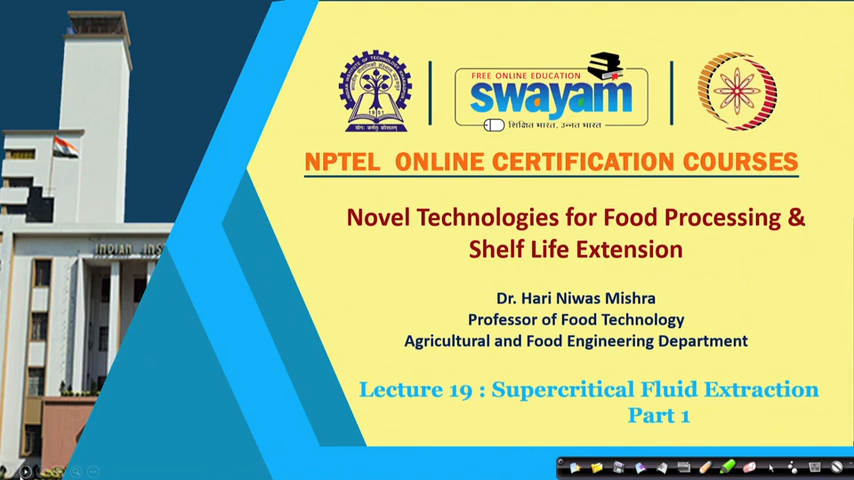 FREE ONLINE EDUCATION
swayam
शिक्षित भारत, उन्नत भारत
NPTEL ONLINE CERTIFICATION COURSES
Novel Technologies for Food Processing &
Shelf Life Extension
Dr. Hari Niwas Mishra
Professor of Food Technology
Agricultural and Food Engineering Department
Lecture 19 : Supercritical Fluid Extraction
Part 1
INDIAN INST